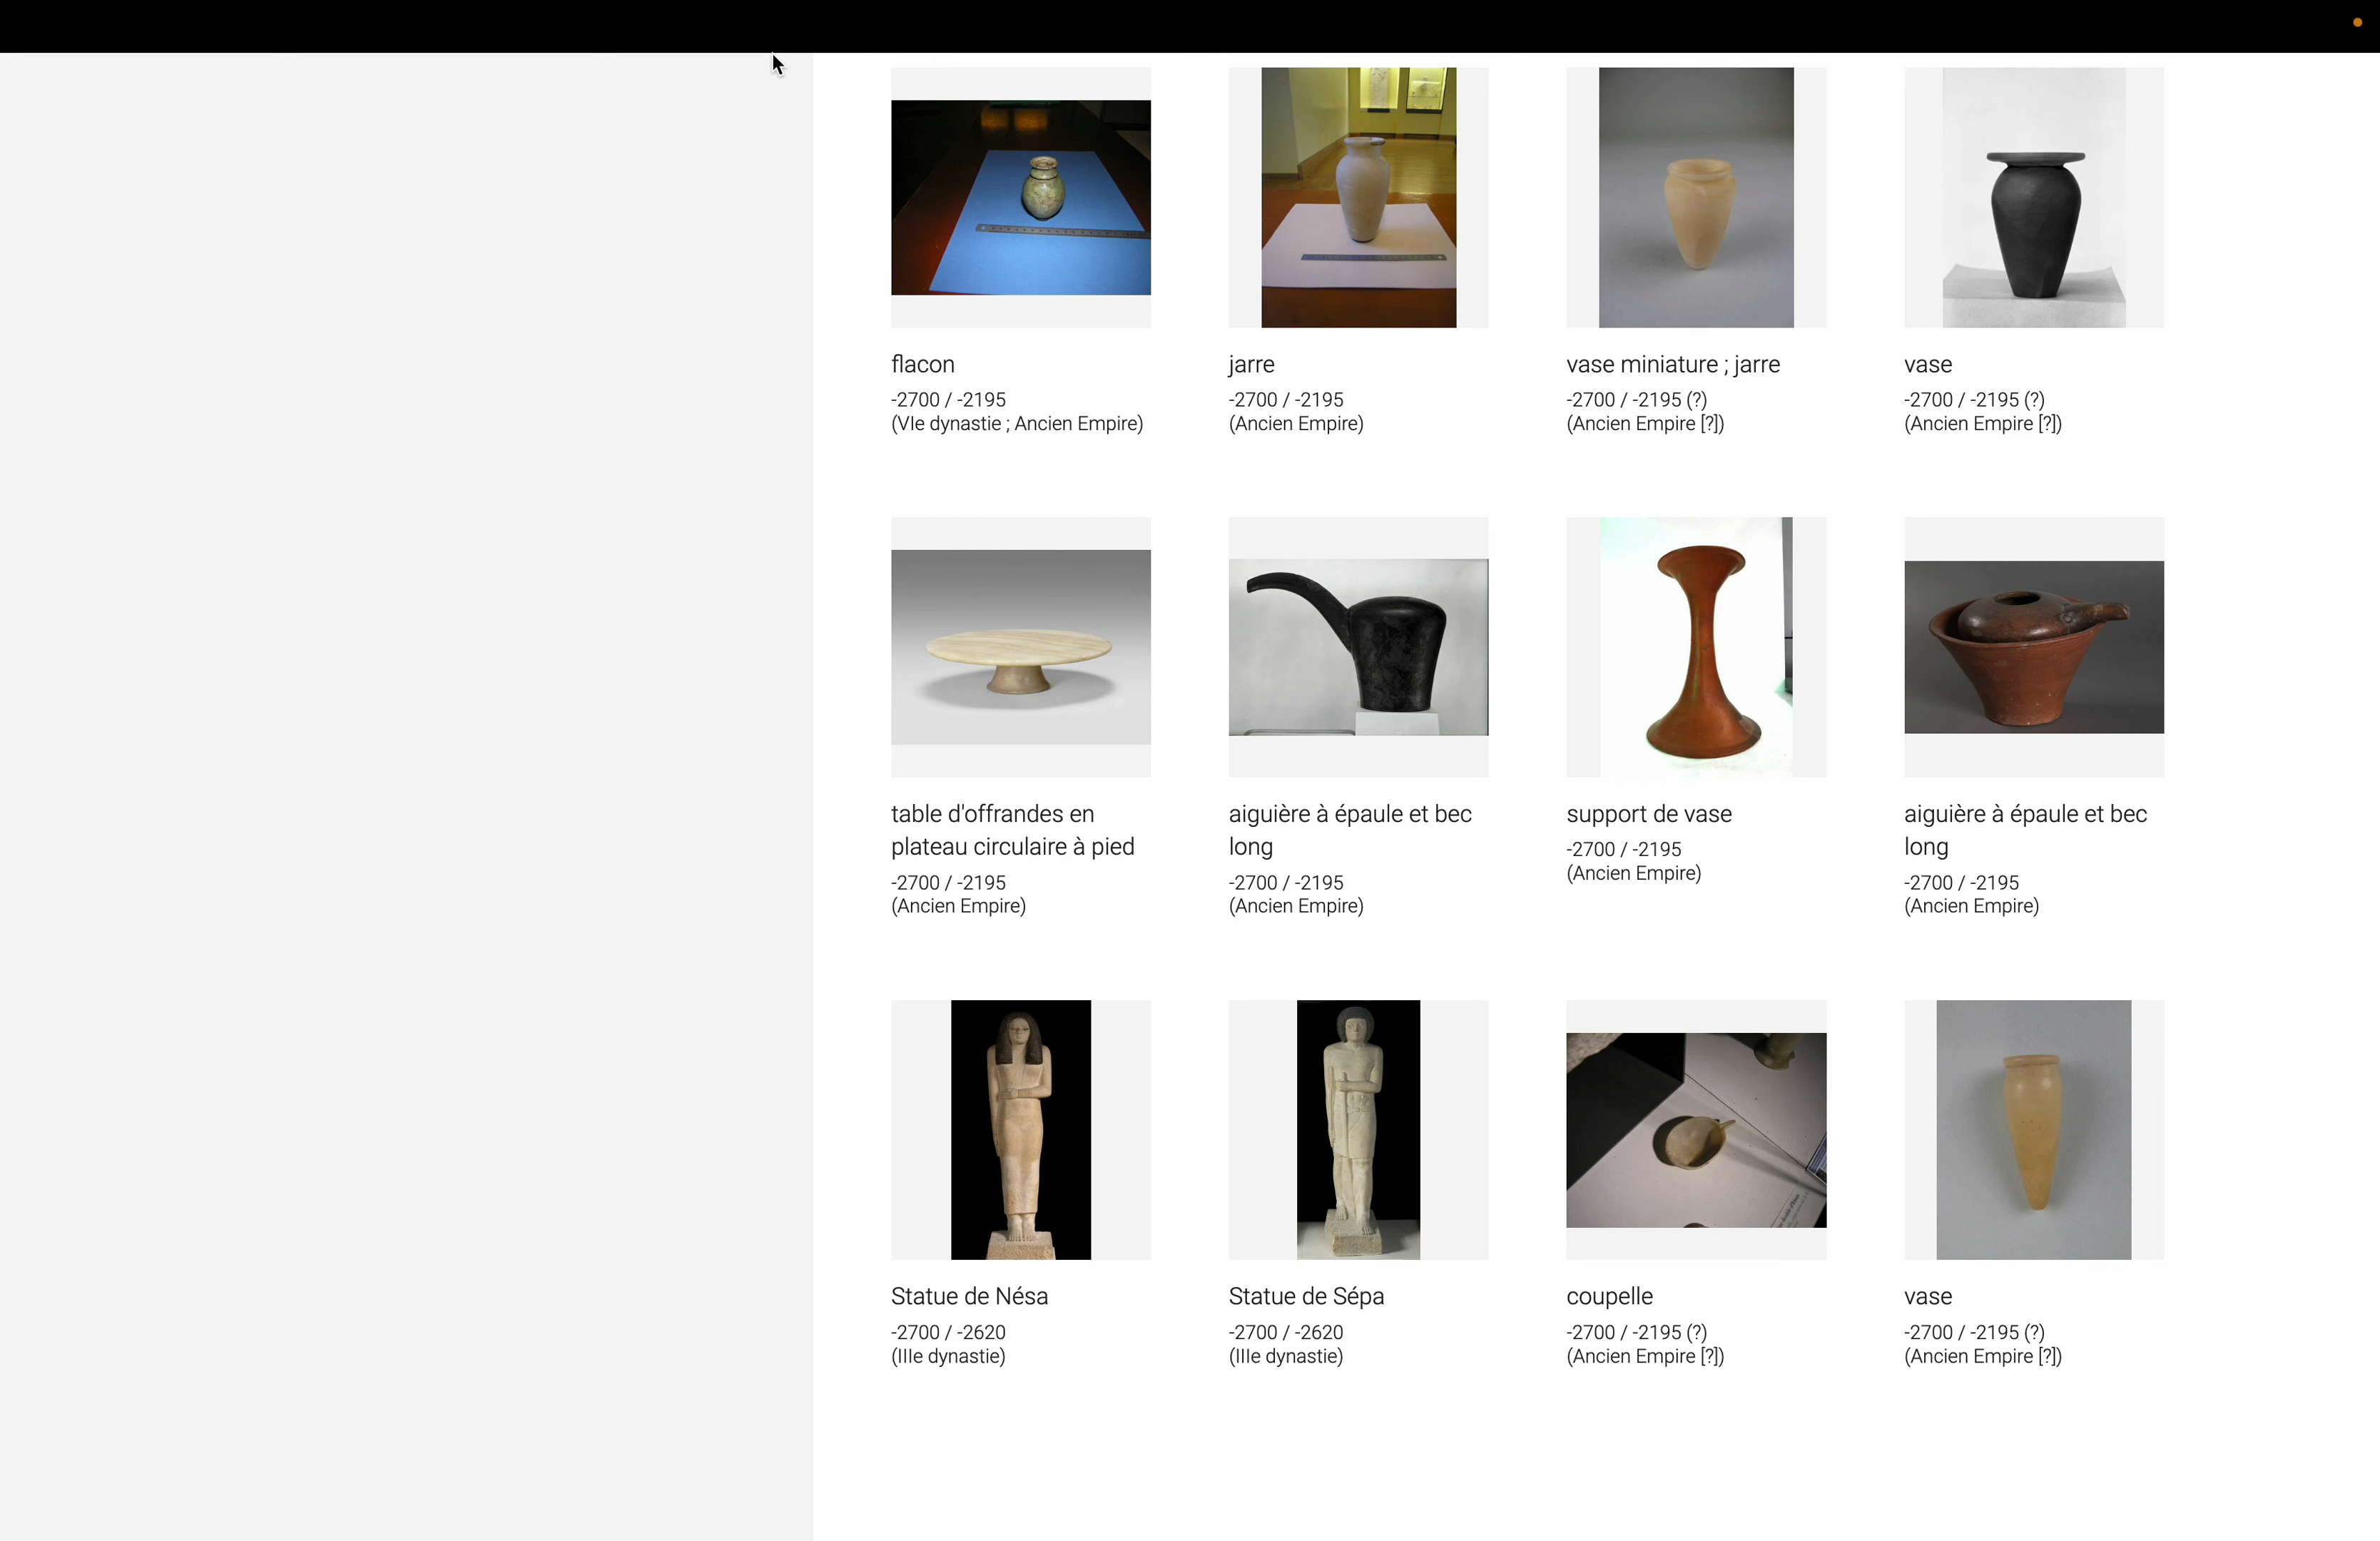 flacon
-2700 / -2195
(VIe dynastie ; Ancien Empire)
jarre
-2700 / -2195
(Ancien Empire)
vase miniature ; jarre
-2700 / -2195 (?)
(Ancien Empire [?])
vase
-2700 / -2195 (?)
(Ancien Empire [?])
table d'offrandes en
plateau circulaire à pied
-2700 / -2195
(Ancien Empire)
aiguière à épaule et bec
long
-2700 / -2195
(Ancien Empire)
support de vase
-2700 / -2195
(Ancien Empire)
aiguière à épaule et bec
long
-2700 / -2195
(Ancien Empire)
Statue de Nésa
-2700 / -2620
(IIIe dynastie)
Statue de Sépa
-2700 / -2620
(IIIe dynastie)
coupelle
-2700 / -2195 (?)
(Ancien Empire [?])
vase
-2700 / -2195 (?)
(Ancien Empire [?])